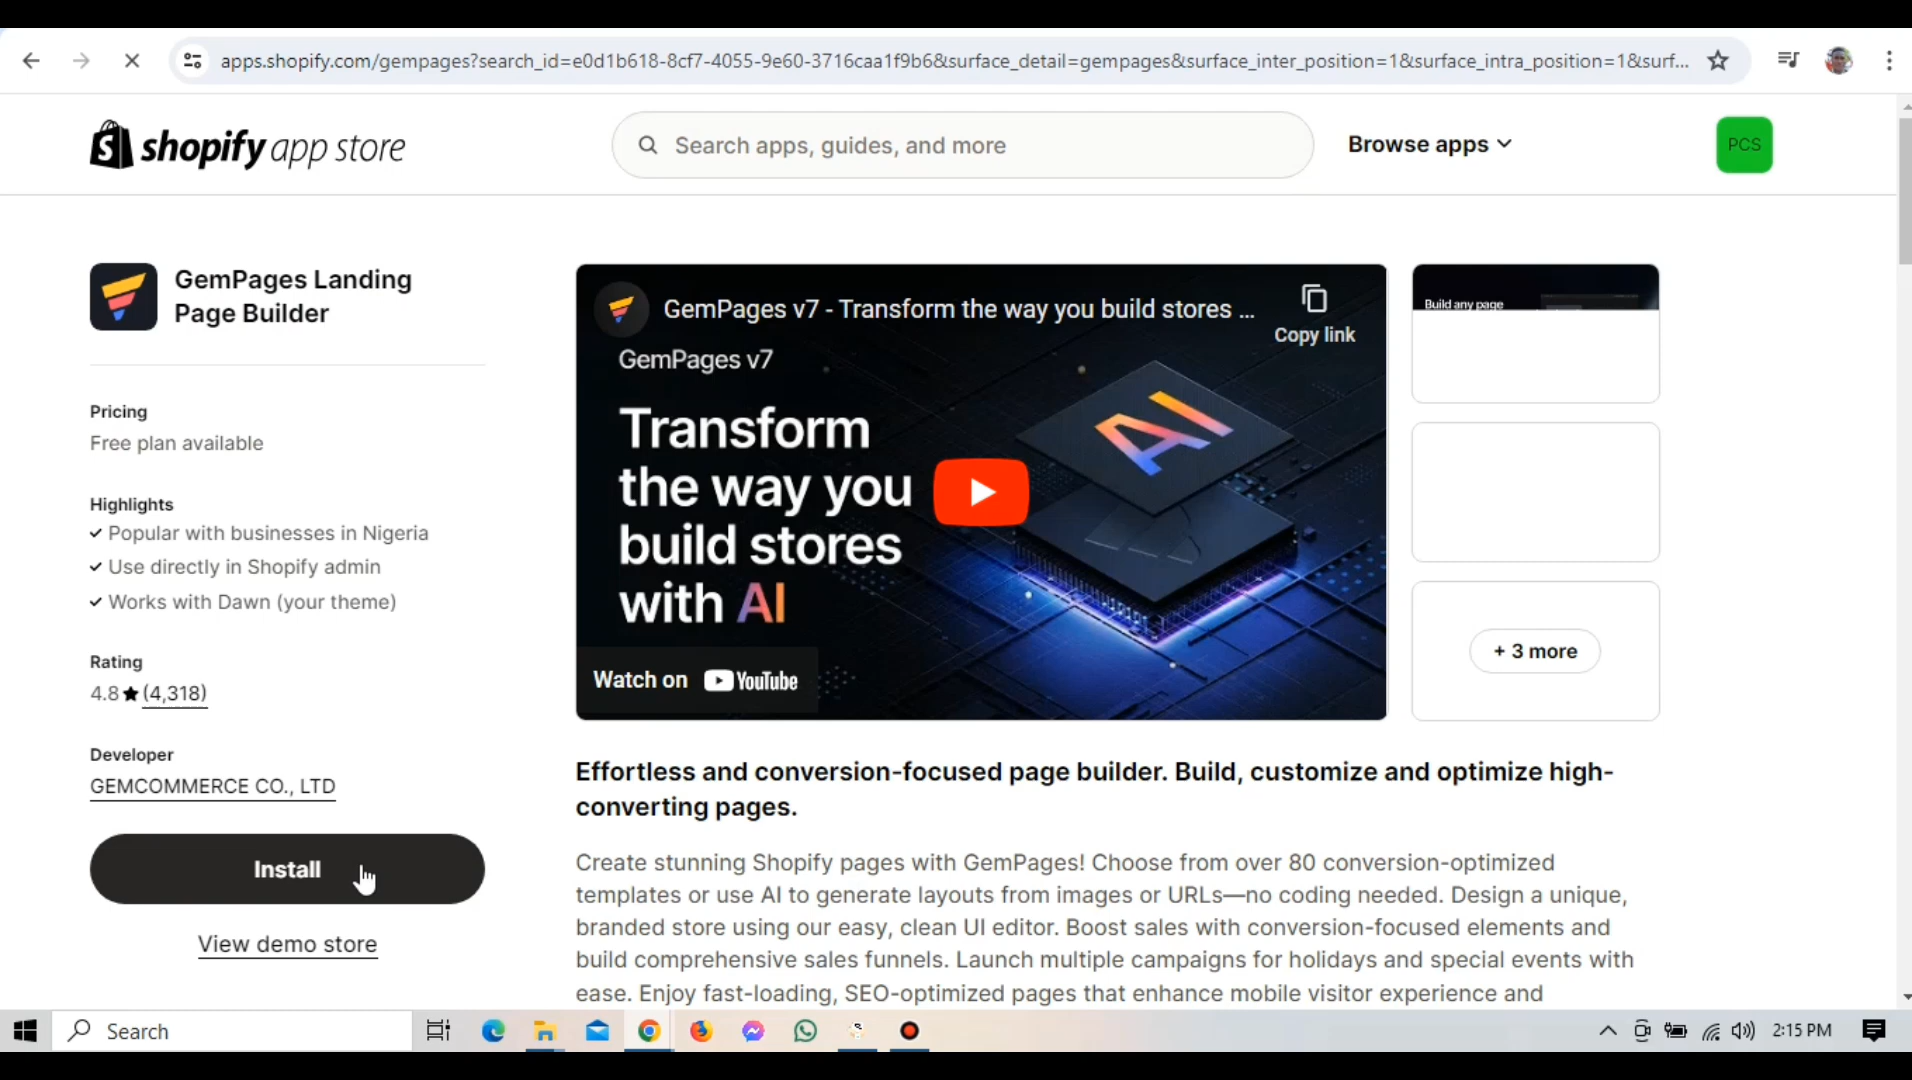 apps.shopify.com/gempages?search_id=e0d1b618-8cf7-4055-9e60-3716caa1f9b6&surface_detail=gempages&surface_inter_position=1&surface_intra_position=1&surf...
shopify app store
Search apps, guides, and more
Browse apps
PCS
GemPages Landing
Page Builder
Pricing
Free plan available
Highlights
Popular with businesses in Nigeria
Use directly in Shopify admin
Works with Dawn (your theme)
Rating
4.8★ (4,318)
Developer
GEMCOMMERCE CO., LTD
Install
View demo store
GemPages v7 - Transform the way you build stores ...
Copy link
GemPages v7
Transform
the way you
build stores
with AI
AI
Watch on YouTube
Build any page
+ 3 more
Effortless and conversion-focused page builder. Build, customize and optimize high-
converting pages.
Create stunning Shopify pages with GemPages! Choose from over 80 conversion-optimized
templates or use AI to generate layouts from images or URLs—no coding needed. Design a unique,
branded store using our easy, clean UI editor. Boost sales with conversion-focused elements and
build comprehensive sales funnels. Launch multiple campaigns for holidays and special events with
ease. Enjoy fast-loading, SEO-optimized pages that enhance mobile visitor experience and
Search
2:15 PM